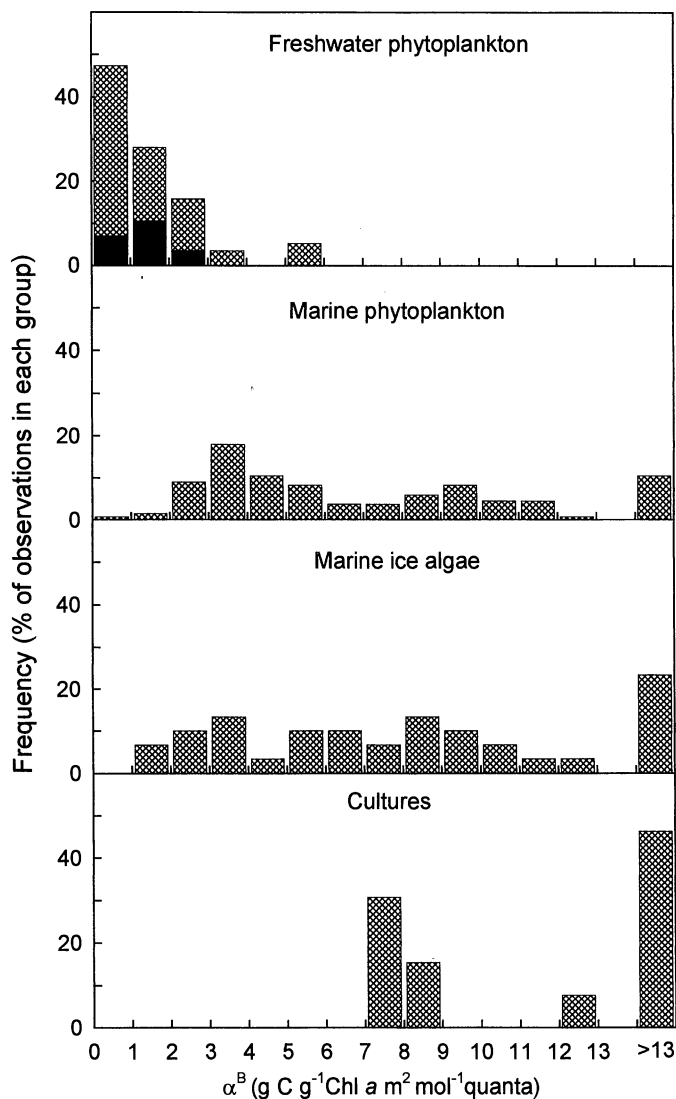 Freshwater phytoplankton
40
20
0
Marine phytoplankton
40
20
0
Marine ice algae
40
20
0
Cultures
40
20
0
0 1 2 3 4 5 6 7 8 9 10 11 12 13 >13
α^B (g C g⁻¹Chl a m² mol⁻¹quanta)
Frequency (% of observations in each group)